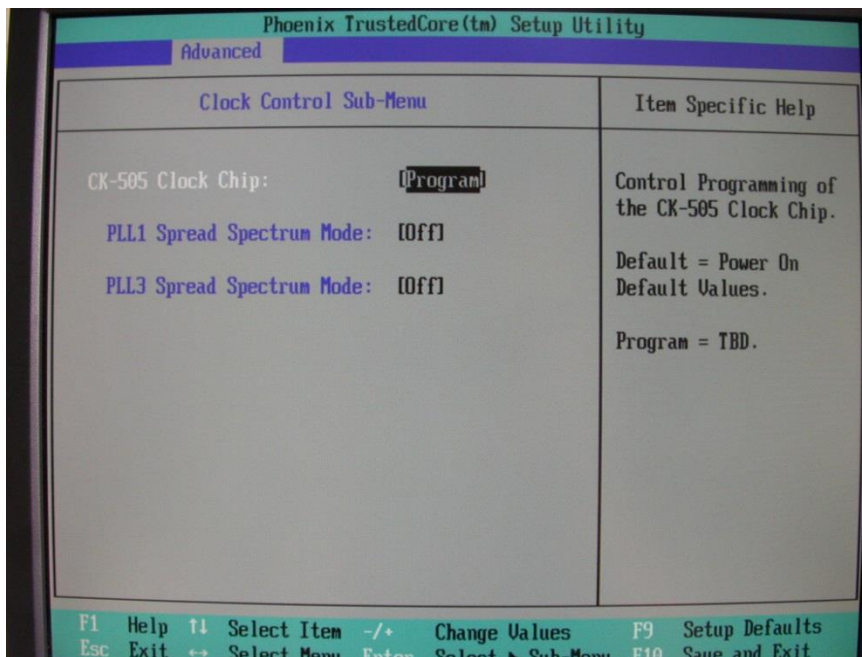 Phoenix TrustedCore(tm) Setup Utility
Advanced
Clock Control Sub-Menu
Item Specific Help
CK-505 Clock Chip: [Program]
PLL1 Spread Spectrum Mode: [Off]
PLL3 Spread Spectrum Mode: [Off]
Control Programming of
the CK-505 Clock Chip.
Default = Power On
Default Values.
Program = TBD.
F1 Help ↑↓ Select Item -/+ Change Values F9 Setup Defaults
Esc Exit ↔ Select Menu Enter Select ▶ Sub-Menu F10 Save and Exit